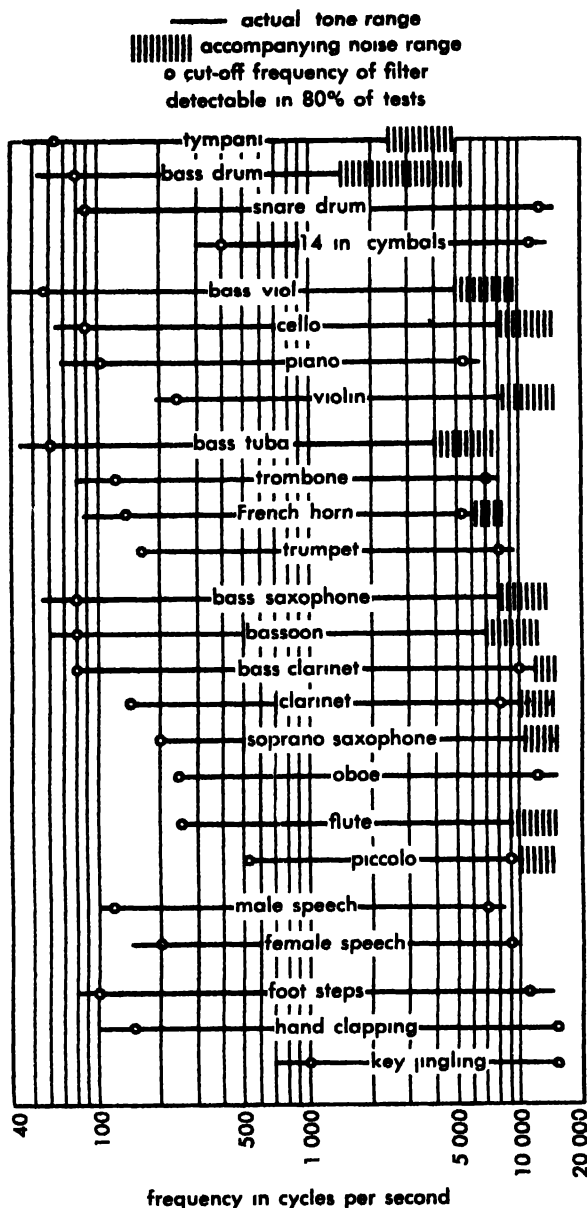 actual tone range
accompanying noise range
cut-off frequency of filter
detectable in 80% of tests
tympani
bass drum
snare drum
14 in cymbals
bass viol
cello
piano
violin
bass tuba
trombone
French horn
trumpet
bass saxophone
bassoon
bass clarinet
clarinet
soprano saxophone
oboe
flute
piccolo
male speech
female speech
foot steps
hand clapping
key jingling
40 100 500 1 000 5 000 10 000 20 000
frequency in cycles per second